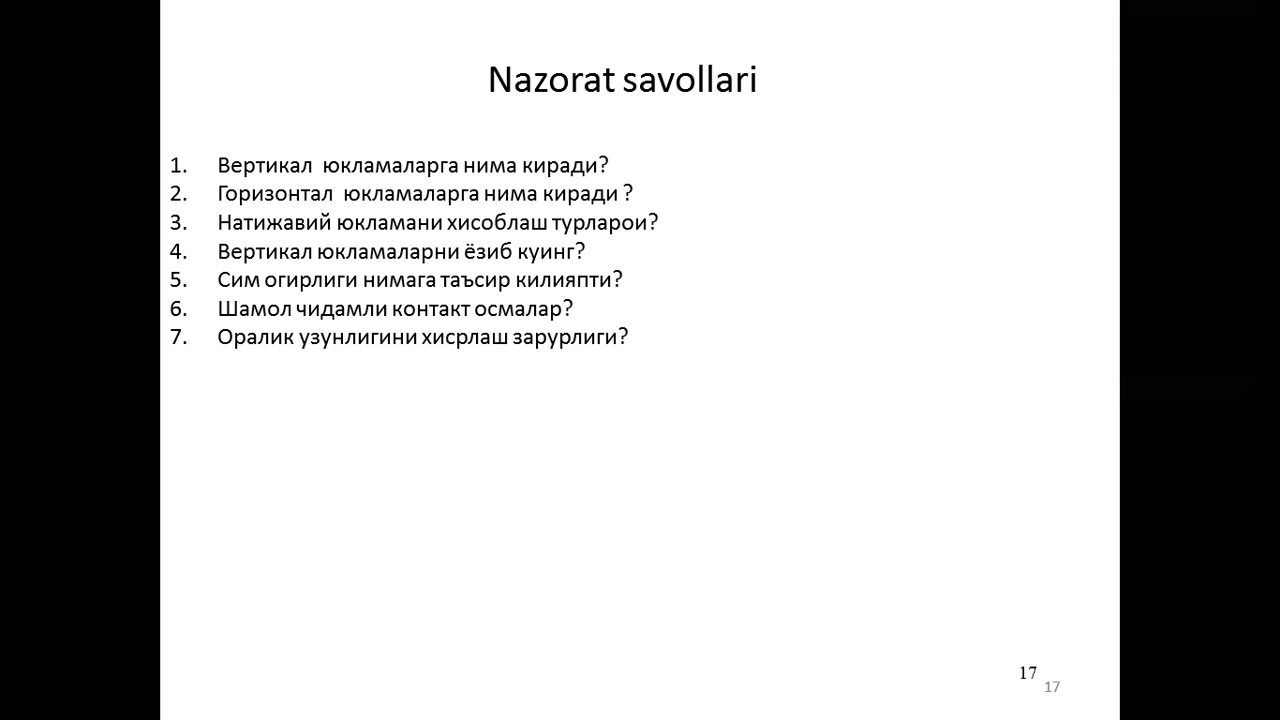 Nazorat savollari
1. Вертикал юкламаларга нима киради?
2. Горизонтал юкламаларга нима киради ?
3. Натижавий юкламани хисоблаш турларои?
4. Вертикал юкламаларни ёзиб куинг?
5. Сим огирлиги нимага таъсир килияпти?
6. Шамол чидамли контакт осмалар?
7. Оралик узунлигини хисрлаш зарурлиги?
17
17